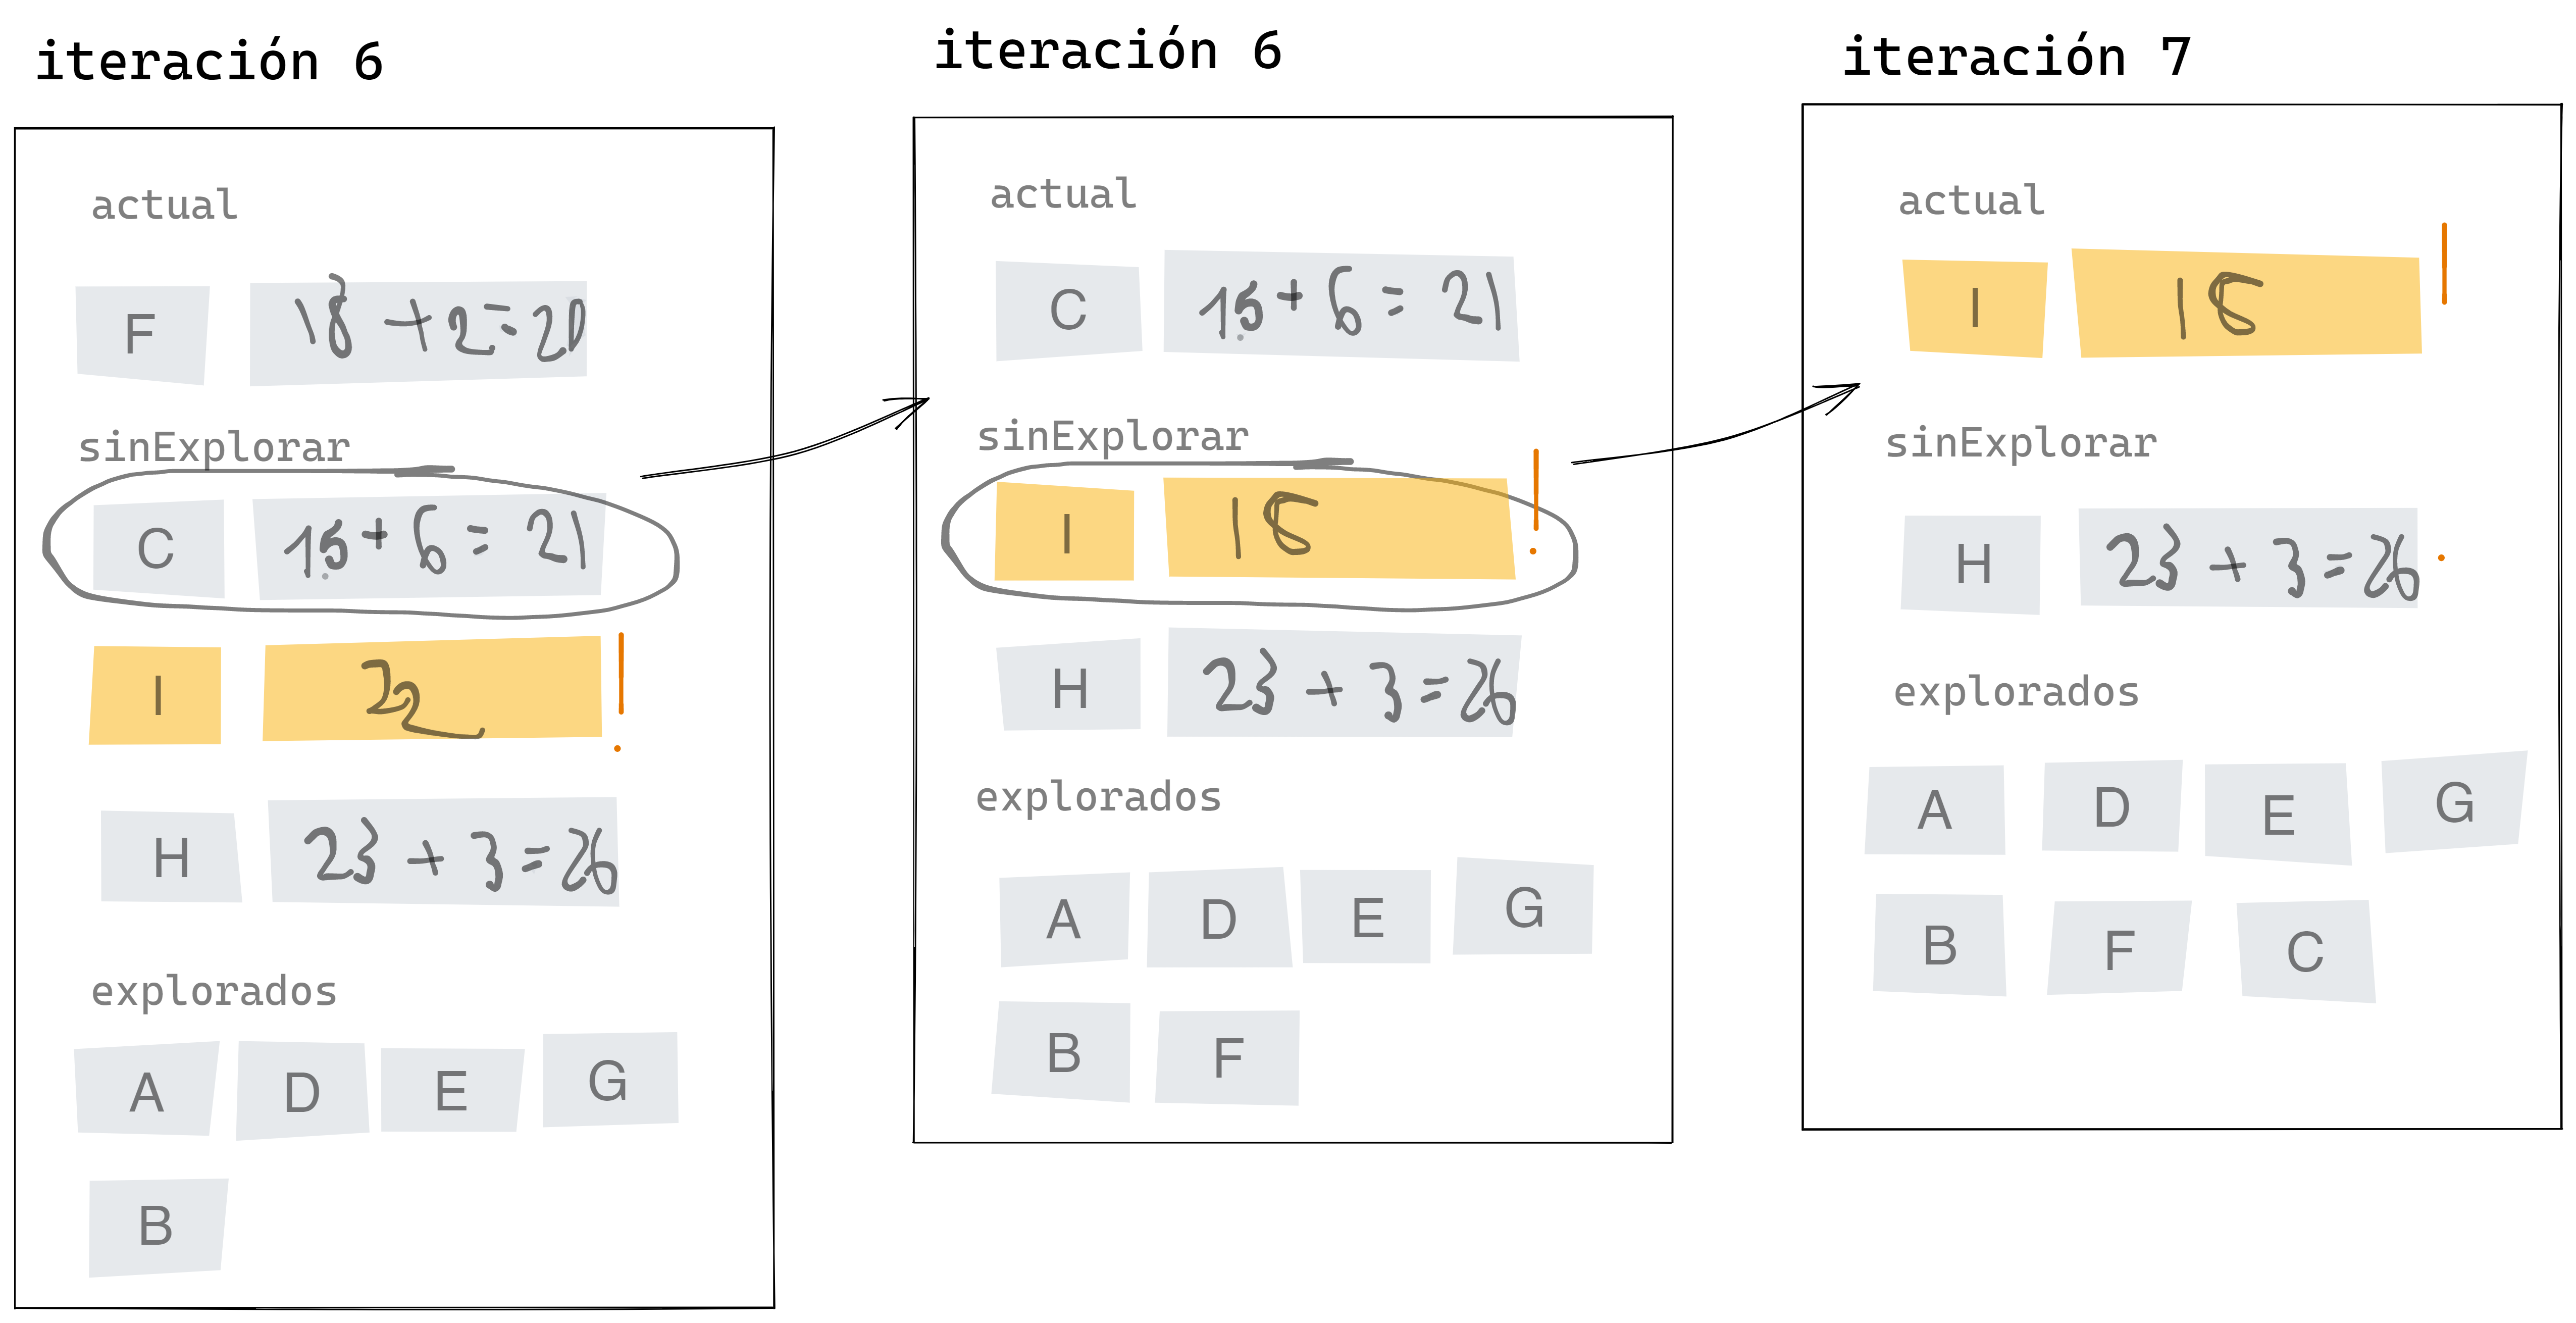 iteración 6
actual
F 18 + 2 = 20
sinExplorar
C 15 + 6 = 21
I 22
H 23 + 3 = 26
explorados
A D E G
B
iteración 6
actual
C 15 + 6 = 21
sinExplorar
I 18 !
H 23 + 3 = 26
explorados
A D E G
B F
iteración 7
actual
I 18
sinExplorar
H 23 + 3 = 26
explorados
A D E G
B F C